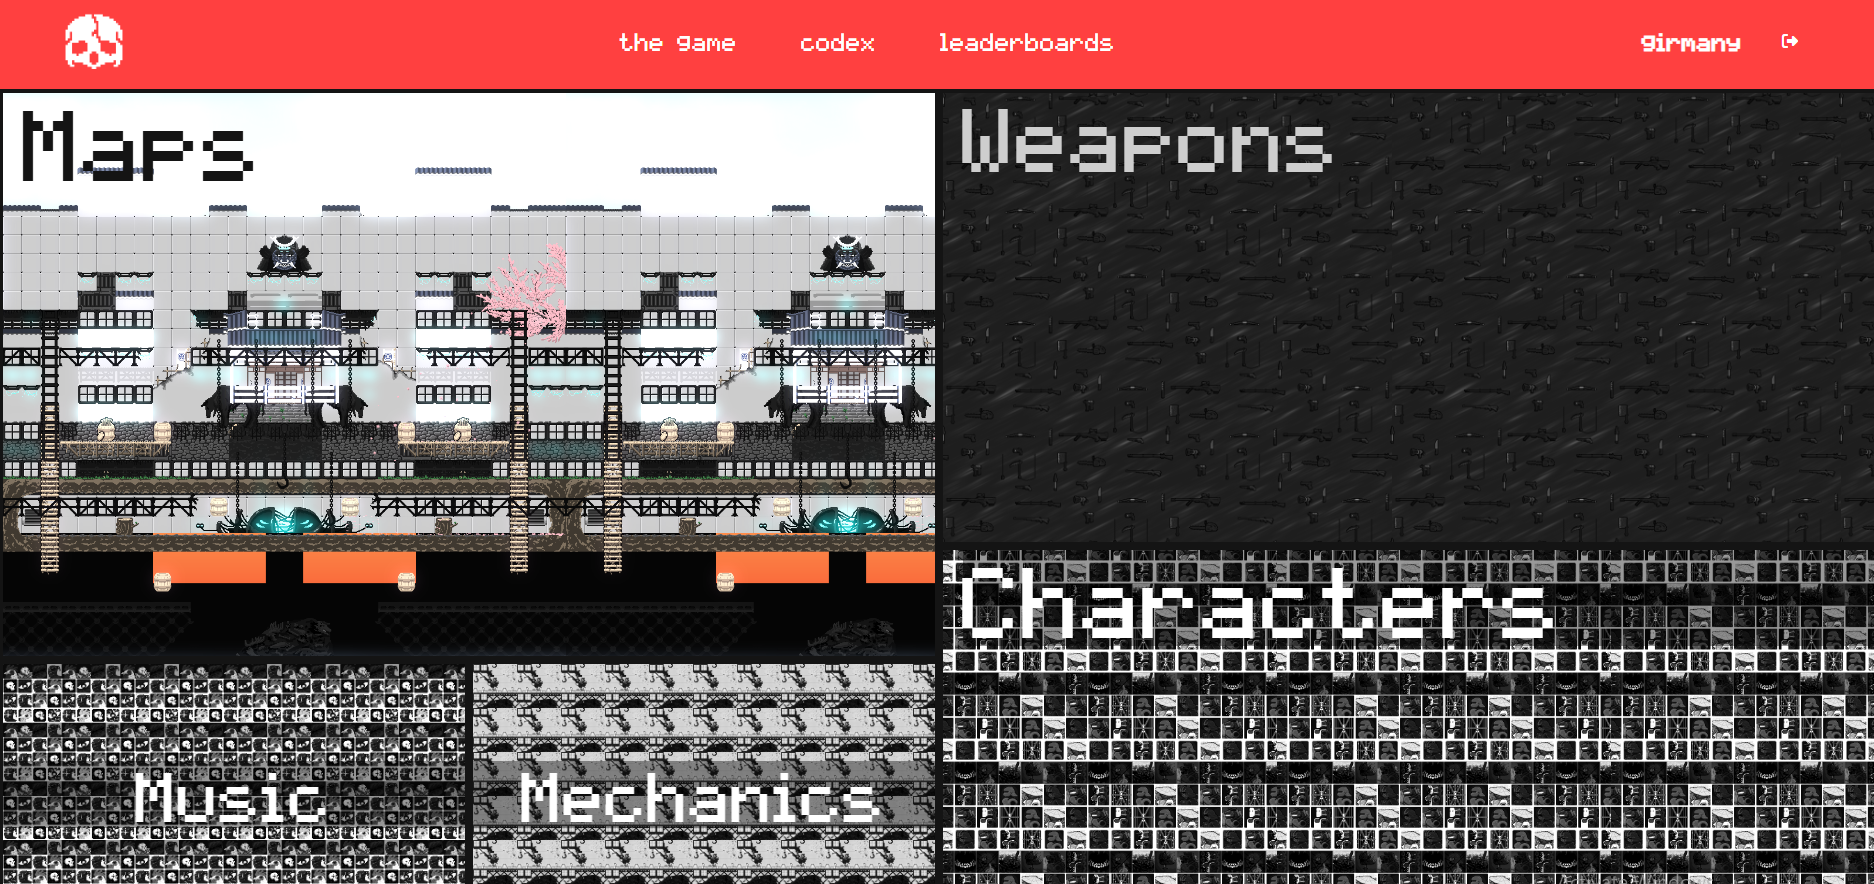 the game
codex
leaderboards
girmany
Maps
Weapons
Characters
Music
Mechanics